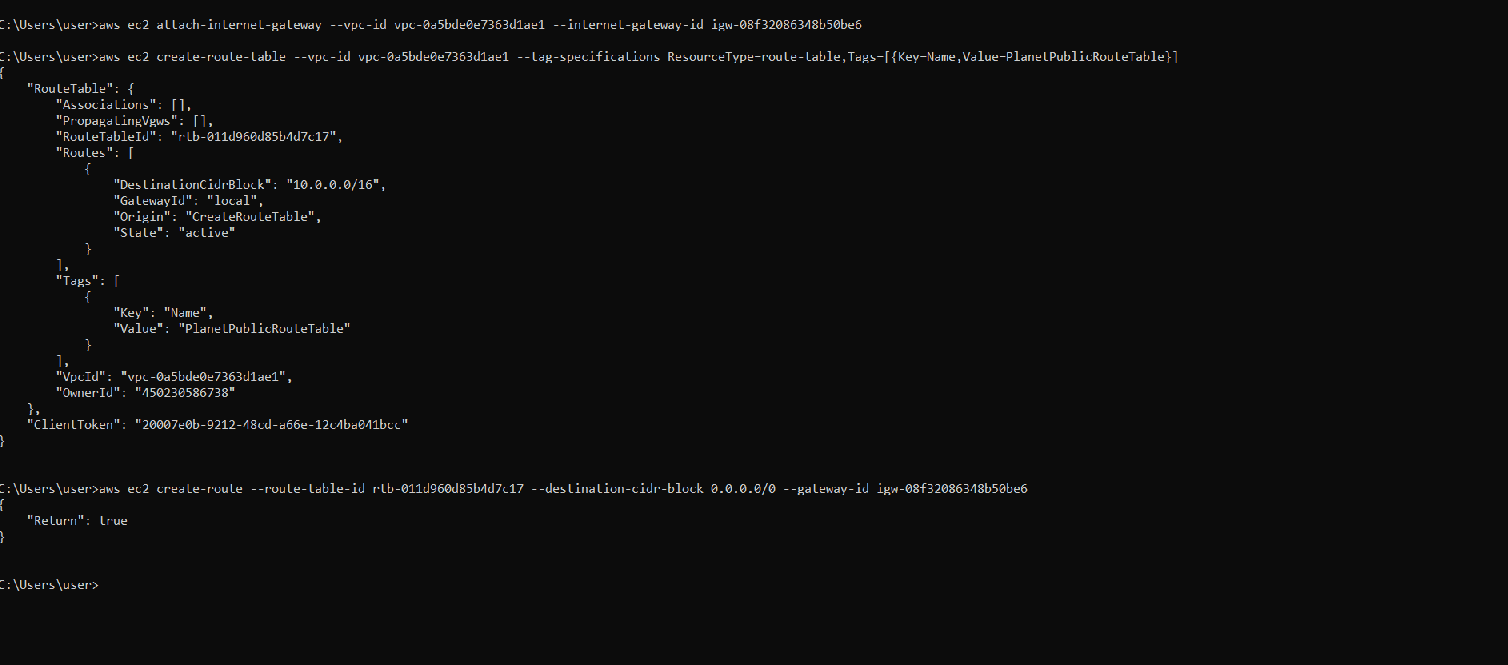 C:\Users\user>aws ec2 attach-internet-gateway --vpc-id vpc-0a5bde0e7363d1ae1 --internet-gateway-id igw-08f32086348b50be6
C:\Users\user>aws ec2 create-route-table --vpc-id vpc-0a5bde0e7363d1ae1 --tag-specifications ResourceType=route-table,Tags=[{Key=Name,Value=PlanetPublicRouteTable}]
{
    "RouteTable": {
        "Associations": [],
        "PropagatingVgws": [],
        "RouteTableId": "rtb-011d960d85b4d7c17",
        "Routes": [
            {
                "DestinationCidrBlock": "10.0.0.0/16",
                "GatewayId": "local",
                "Origin": "CreateRouteTable",
                "State": "active"
            }
        ],
        "Tags": [
            {
                "Key": "Name",
                "Value": "PlanetPublicRouteTable"
            }
        ],
        "VpcId": "vpc-0a5bde0e7363d1ae1",
        "OwnerId": "450230586738"
    },
    "ClientToken": "20007e0b-9212-48cd-a66e-12c4ba041bcc"
}
C:\Users\user>aws ec2 create-route --route-table-id rtb-011d960d85b4d7c17 --destination-cidr-block 0.0.0.0/0 --gateway-id igw-08f32086348b50be6
{
    "Return": true
}
C:\Users\user>